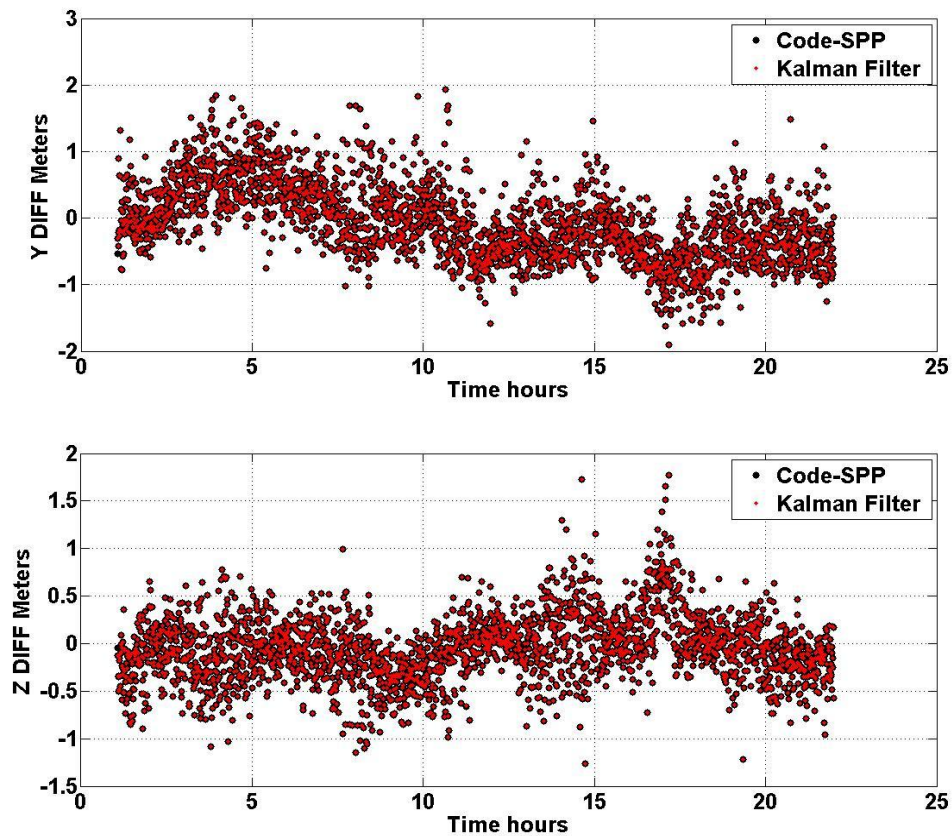 3
2
1
0
-1
-2
Y DIFF Meters
Code-SPP
Kalman Filter
0 5 10 15 20 25
Time hours
2
1.5
1
0.5
0
-0.5
-1
-1.5
Z DIFF Meters
Code-SPP
Kalman Filter
0 5 10 15 20 25
Time hours